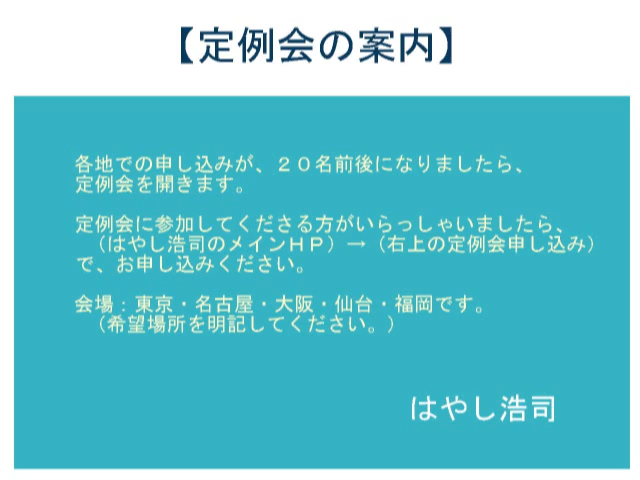 【定例会の案内】
各地での申し込みが、２０名前後になりましたら、
定例会を開きます。
定例会に参加してくださる方がいらっしゃいましたら、
（はやし浩司のメインＨＰ）→（右上の定例会申し込み）
で、お申し込みください。
会場：東京・名古屋・大阪・仙台・福岡です。
（希望場所を明記してください。）
はやし浩司